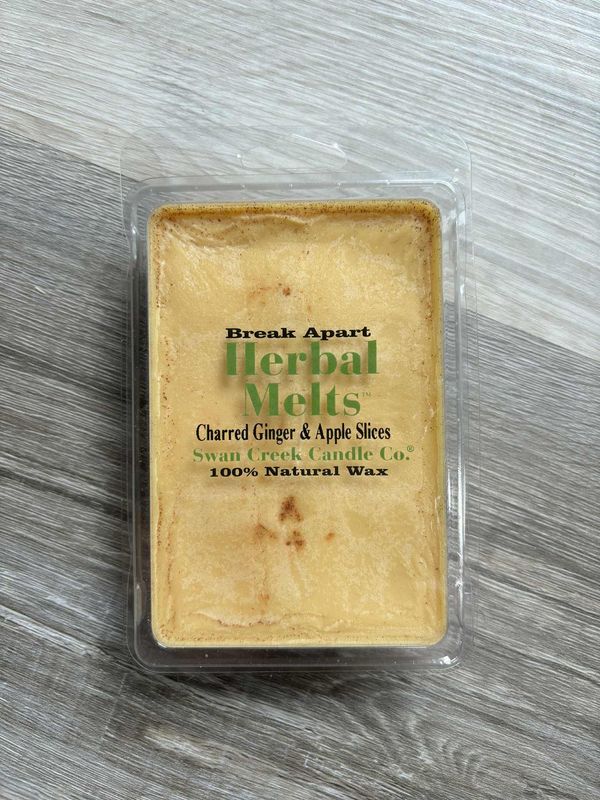 Break Apart
Herbal
Melts™
Charred Ginger & Apple Slices
Swan Creek Candle Co.®
100% Natural Wax